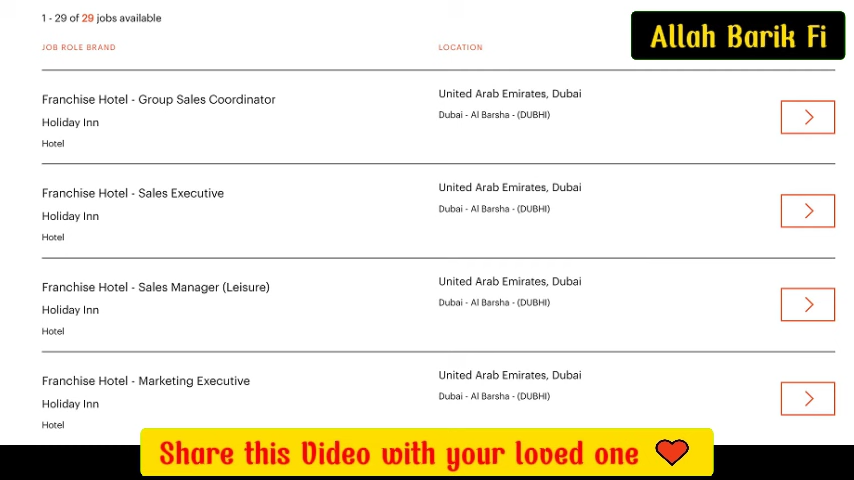 1 - 29 of 29 jobs available
Allah Barik Fi
JOB ROLE BRAND
LOCATION
Franchise Hotel - Group Sales Coordinator
Holiday Inn
Hotel
United Arab Emirates, Dubai
Dubai - Al Barsha - (DUBHI)
Franchise Hotel - Sales Executive
Holiday Inn
Hotel
United Arab Emirates, Dubai
Dubai - Al Barsha - (DUBHI)
Franchise Hotel - Sales Manager (Leisure)
Holiday Inn
Hotel
United Arab Emirates, Dubai
Dubai - Al Barsha - (DUBHI)
Franchise Hotel - Marketing Executive
Holiday Inn
Hotel
United Arab Emirates, Dubai
Dubai - Al Barsha - (DUBHI)
Share this Video with your loved one